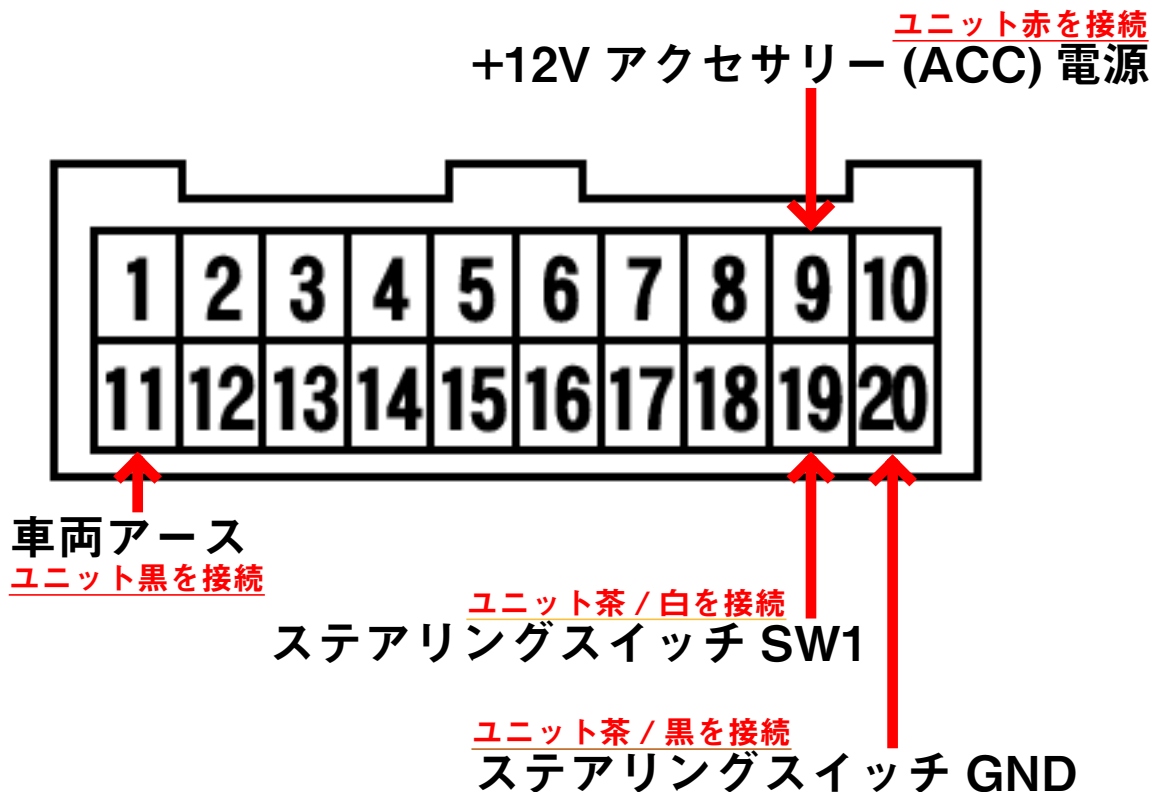 ユニット赤を接続
+12V アクセサリー (ACC) 電源
1 2 3 4 5 6 7 8 9 10
11 12 13 14 15 16 17 18 19 20
車両アース
ユニット黒を接続
ユニット茶 / 白を接続
ステアリングスイッチ SW1
ユニット茶 / 黒を接続
ステアリングスイッチ GND